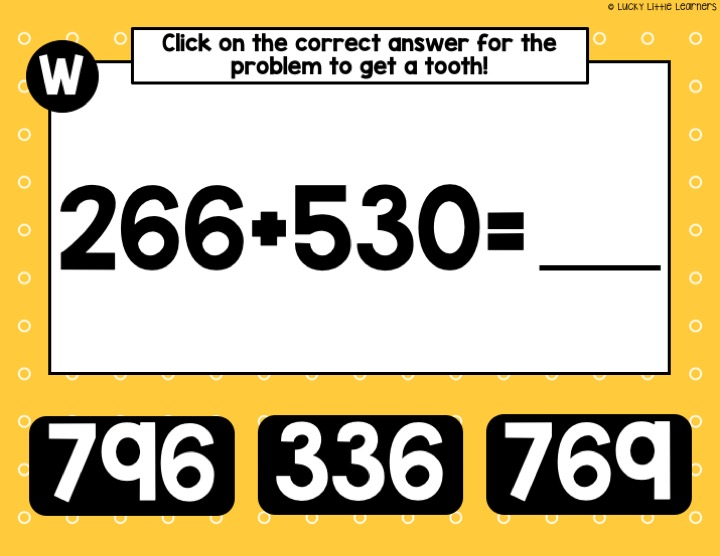 © Lucky Little Learners
Click on the correct answer for the
problem to get a tooth!
W
266+530=___
796 336 769